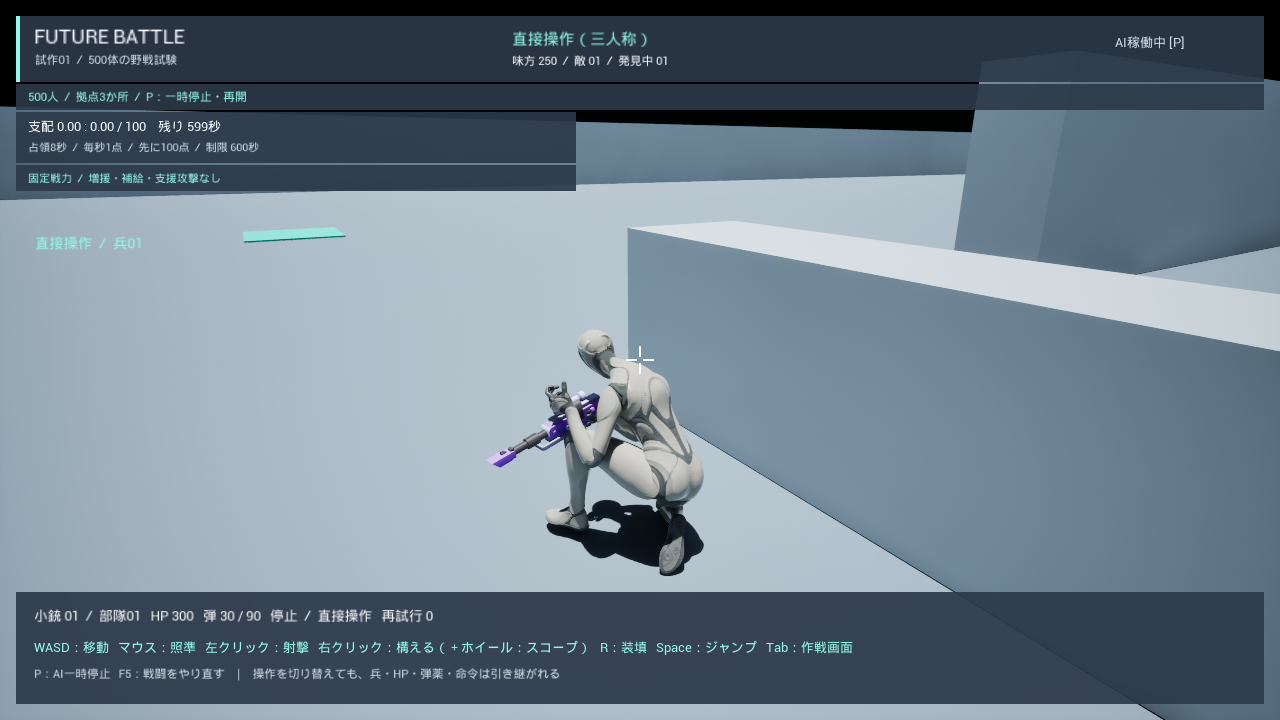 FUTURE BATTLE
試作01 / 500体の野戦試験
直接操作(三人称)
味方 250 / 敵 01 / 発見中 01
AI稼働中 [P]
500人 / 拠点3か所 / P:一時停止・再開
支配 0.00 : 0.00 / 100 残り 599秒
占領8秒 / 毎秒1点 / 先に100点 / 制限 600秒
固定戦力 / 増援・補給・支援攻撃なし
直接操作 / 兵01
小銃 01 / 部隊01 HP 300 弾 30 / 90 停止 / 直接操作 再試行 0
WASD:移動 マウス:照準 左クリック:射撃 右クリック:構える(+ホイール:スコープ) R:装填 Space:ジャンプ Tab:作戦画面
P:AI一時停止 F5:戦闘をやり直す | 操作を切り替えても、兵・HP・弾薬・命令は引き継がれる